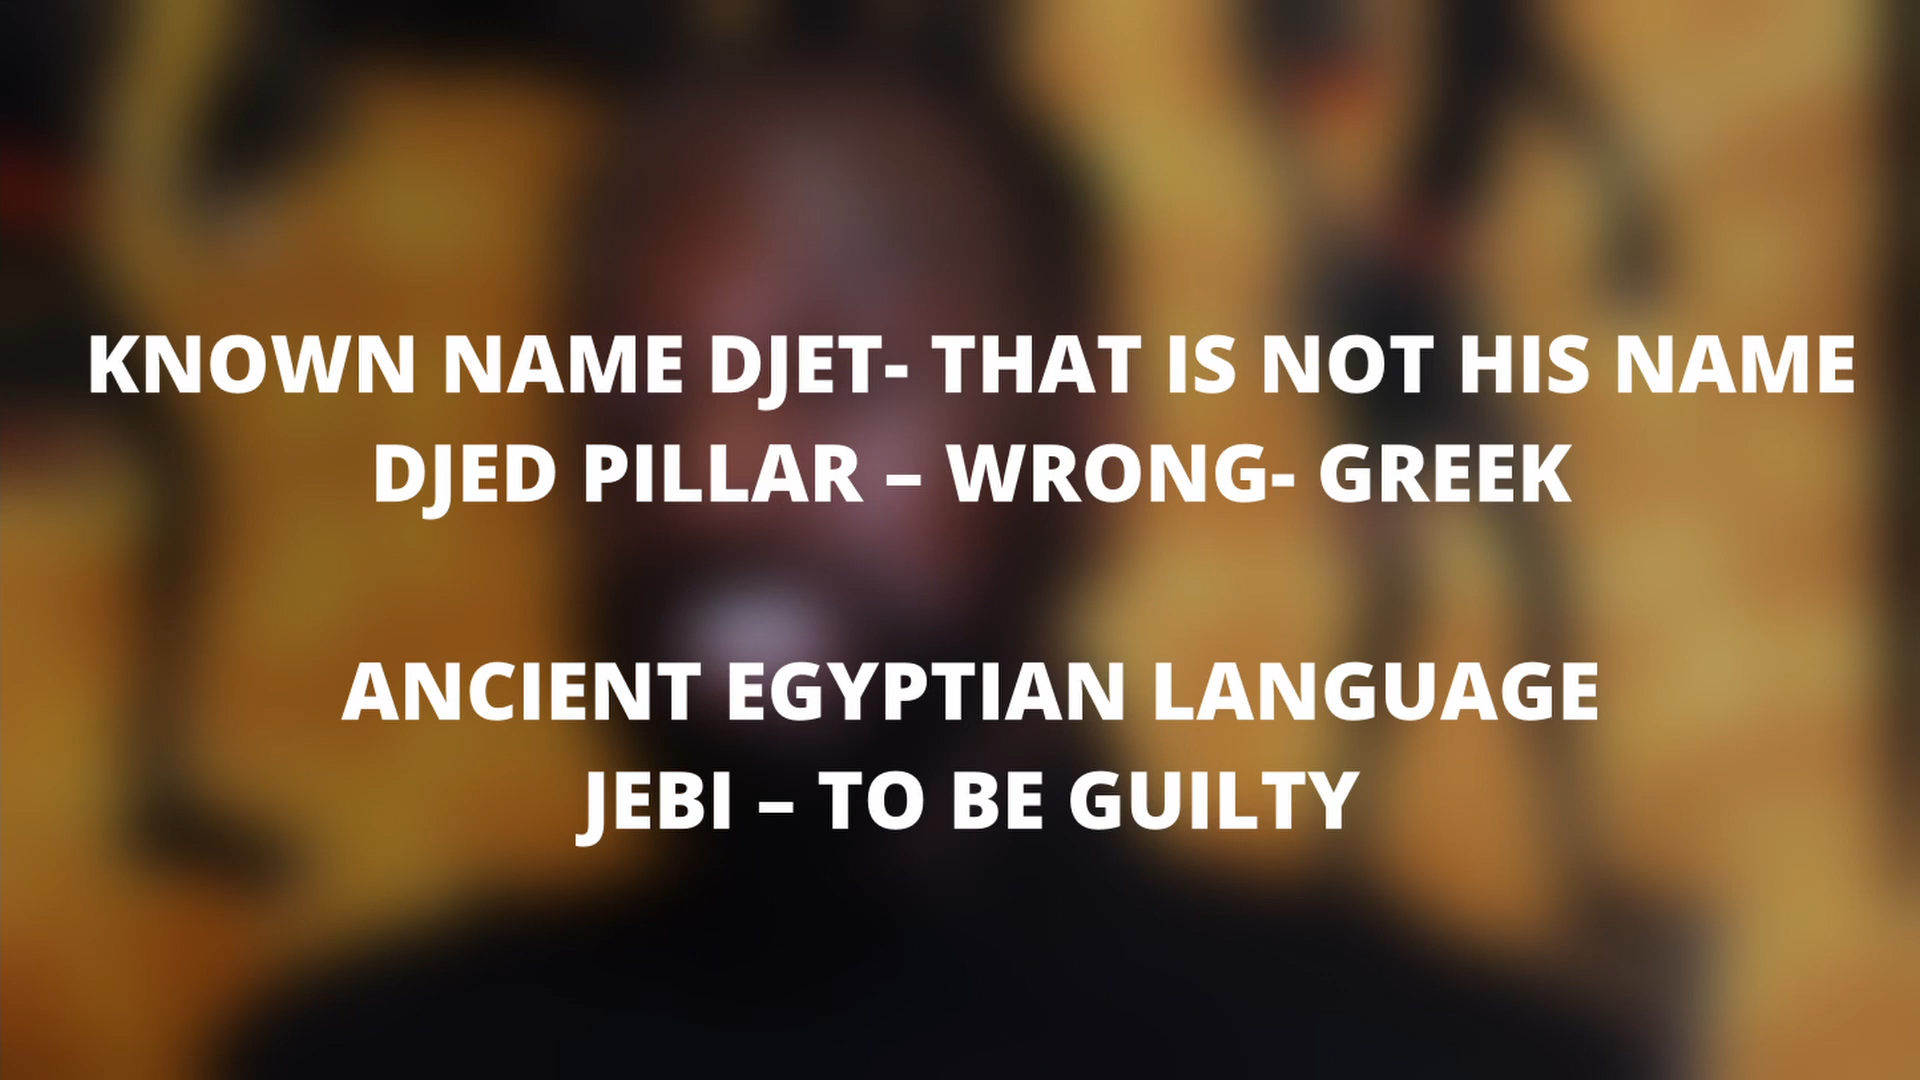 KNOWN NAME DJET- THAT IS NOT HIS NAME
DJED PILLAR – WRONG- GREEK
ANCIENT EGYPTIAN LANGUAGE
JEBI – TO BE GUILTY